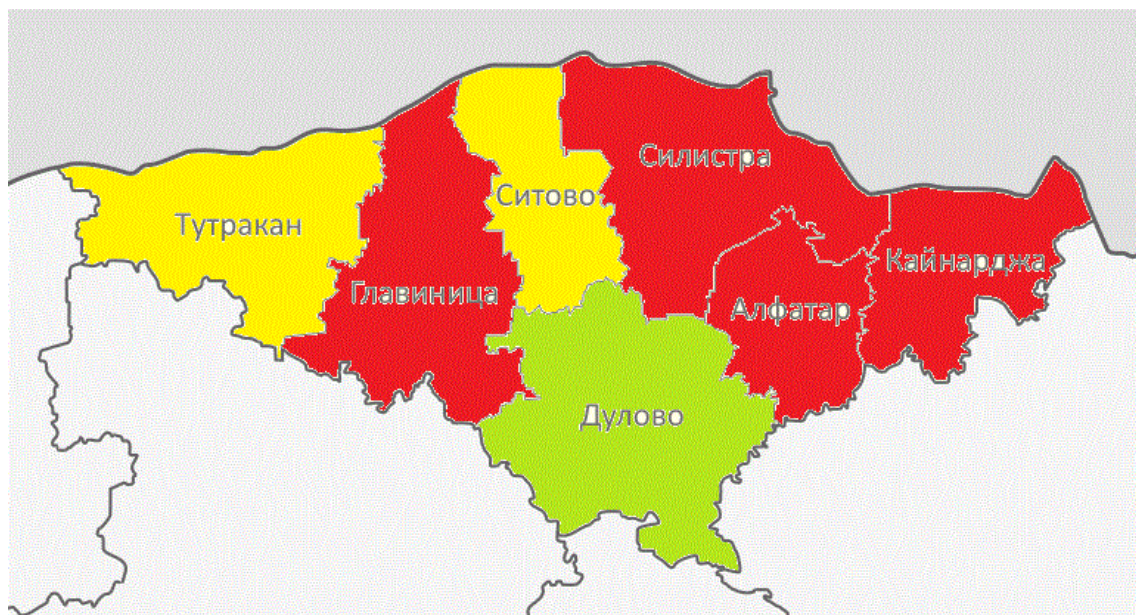 Силистра
Ситово
Тутракан
Кайнарджа
Главиница
Алфатар
Дулово